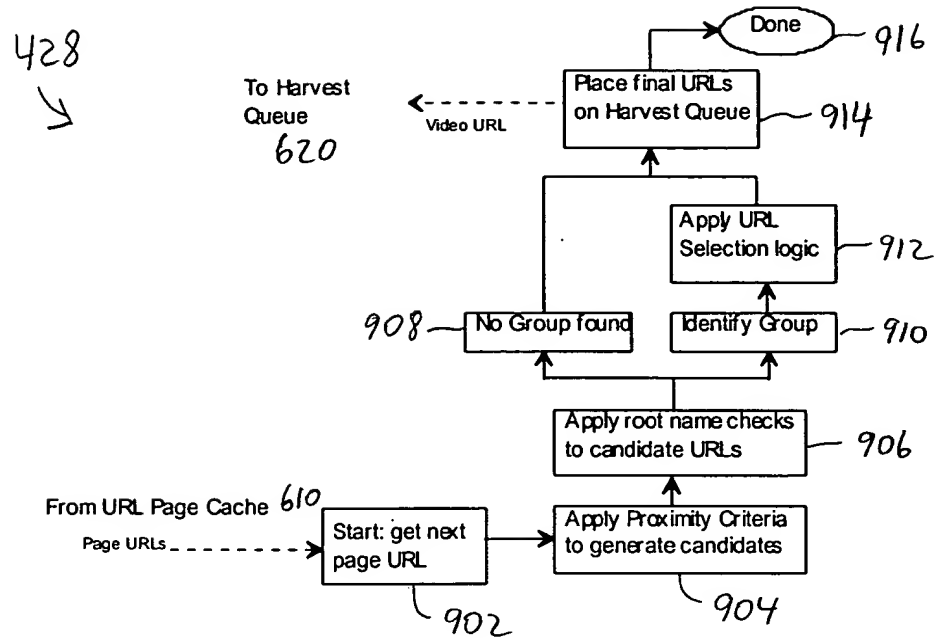 428
Done
916
To Harvest
Queue
620
Video URL
Place final URLs
on Harvest Queue
914
Apply URL
Selection logic
912
908
No Group found
Identify Group
910
Apply root name checks
to candidate URLs
906
From URL Page Cache 610
Page URLs
Start: get next
page URL
902
Apply Proximity Criteria
to generate candidates
904